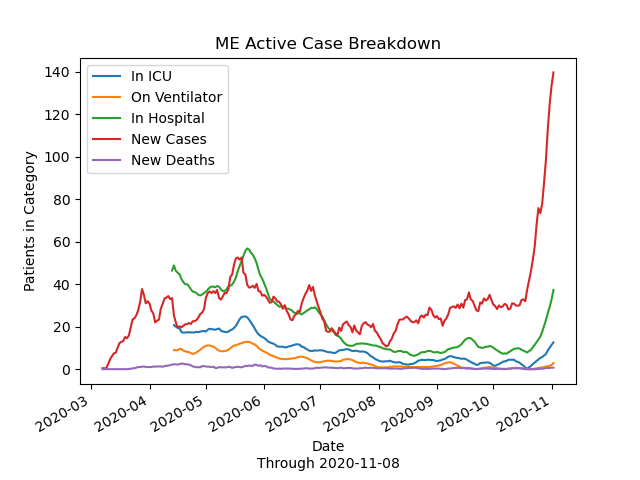 ME Active Case Breakdown
In ICU
On Ventilator
In Hospital
New Cases
New Deaths
Patients in Category
140
120
100
80
60
40
20
0
2020-03
2020-04
2020-05
2020-06
2020-07
2020-08
2020-09
2020-10
2020-11
Date
Through 2020-11-08